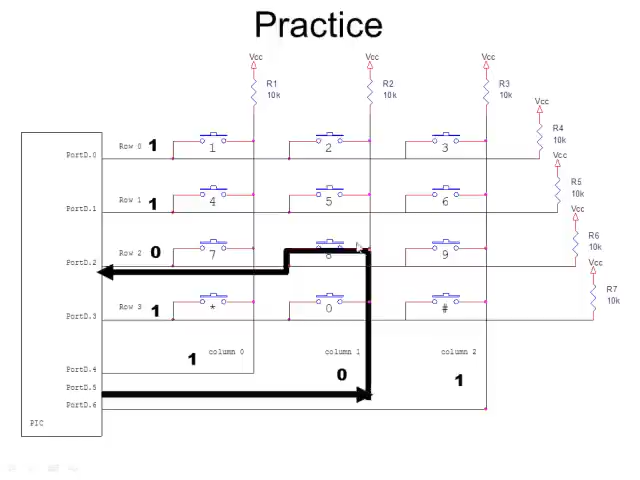 Practice
Vcc Vcc Vcc
R1 R2 R3
10k 10k 10k
Vcc
R4
10k
Row 0 1
PortD.0
1 2 3
Vcc
R5
10k
Row 1 1
PortD.1
4 5 6
Vcc
R6
10k
Row 2 0
PortD.2
7 8 9
Vcc
R7
10k
Row 3 1
PortD.3
* 0 #
column 0 column 1 column 2
1 0 1
PortD.4
PortD.5
PortD.6
PIC